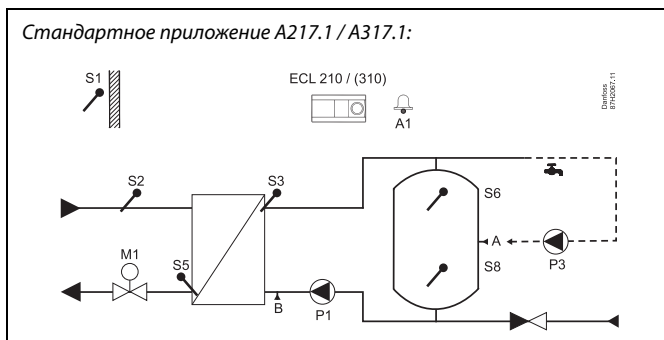 Стандартное приложение A217.1 / A317.1:
S1
ECL 210 / (310)
A1
Danfoss
87H2067.11
S2
S3
S6
A
P3
M1
S5
S8
B
P1